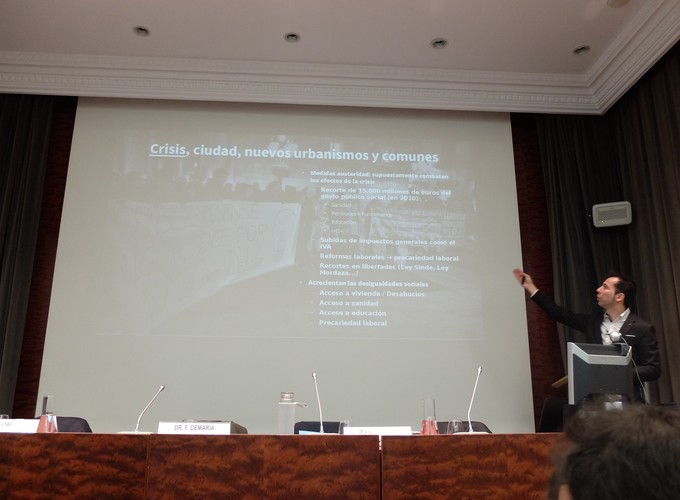 Crisis, ciudad, nuevos urbanismos y comunes
Medidas austeridad: supuestamente combaten
los efectos de la crisis
Recorte de 15.000 millones de euros del
gasto público social (en 2010)
Sanidad
Educación
Subidas de impuestos generales como el
IVA
Reformas laborales → precariedad laboral
Recortes en libertades (Ley Sinde, Ley
Mordaza...)
Acrecientan las desigualdades sociales
Acceso a vivienda / Desahucios
Acceso a sanidad
Acceso a educación
Precariedad laboral
DR. F. DEMARIA